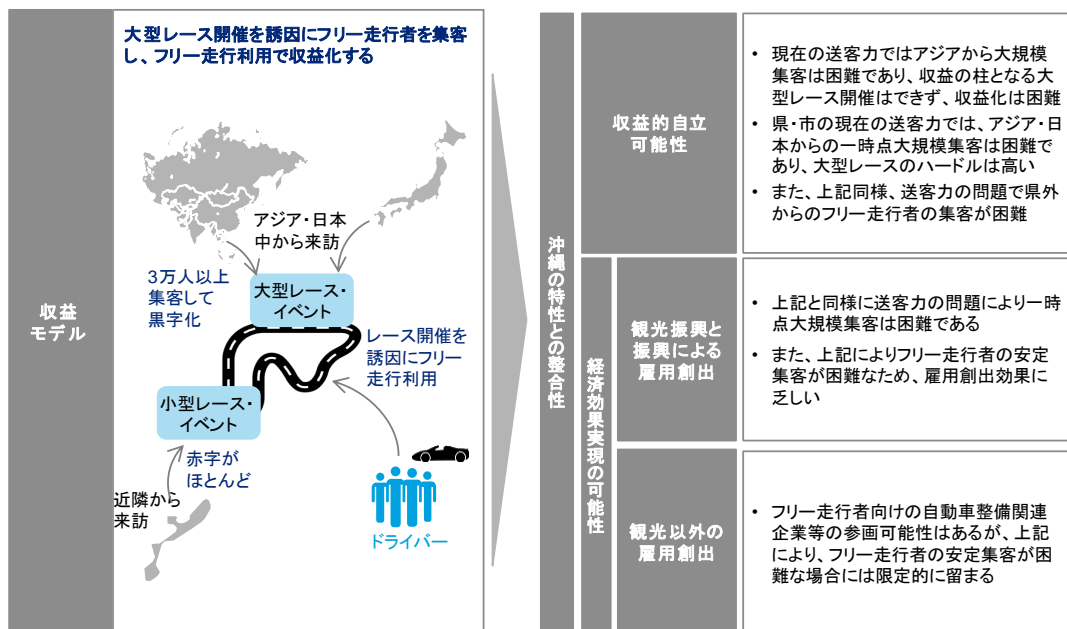 収益
モデル
大型レース開催を誘因にフリー走行者を集客
し、フリー走行利用で収益化する
アジア・日本
中から来訪
3万人以上
集客して
黒字化
大型レース・
イベント
レース開催を
誘因にフリー
走行利用
小型レース・
イベント
赤字が
ほとんど
近隣から
来訪
ドライバー
沖縄の特性との整合性
収益的自立
可能性
• 現在の送客力ではアジアから大規模
集客は困難であり、収益の柱となる大
型レース開催はできず、収益化は困難
• 県・市の現在の送客力では、アジア・日
本からの一時点大規模集客は困難で
あり、大型レースのハードルは高い
• また、上記同様、送客力の問題で県外
からのフリー走行者の集客が困難
経済効果実現の可能性
観光振興と
振興による
雇用創出
• 上記と同様に送客力の問題により一時
点大規模集客は困難である
• また、上記によりフリー走行者の安定
集客が困難なため、雇用創出効果に
乏しい
観光以外の
雇用創出
• フリー走行者向けの自動車整備関連
企業等の参画可能性はあるが、上記
により、フリー走行者の安定集客が困
難な場合には限定的に留まる